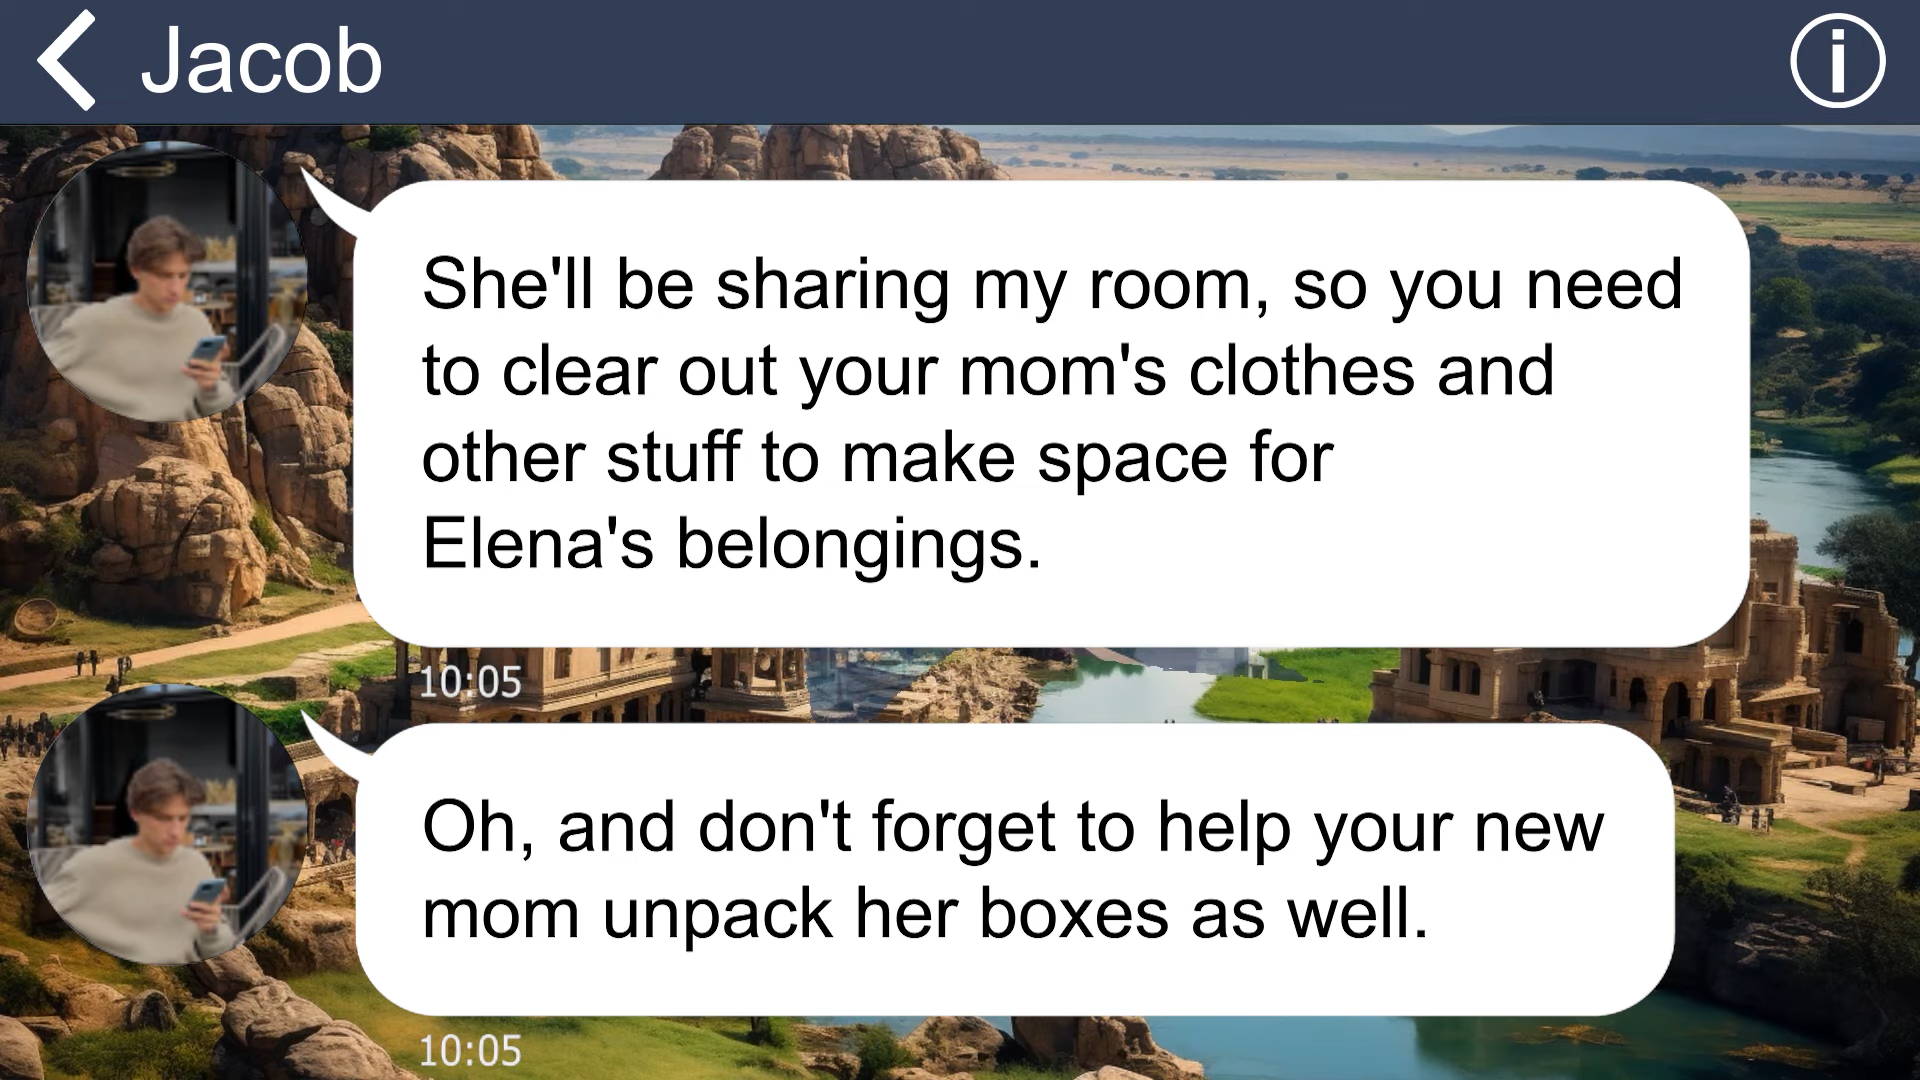 Jacob
She'll be sharing my room, so you need
to clear out your mom's clothes and
other stuff to make space for
Elena's belongings.
10:05
Oh, and don't forget to help your new
mom unpack her boxes as well.
10:05